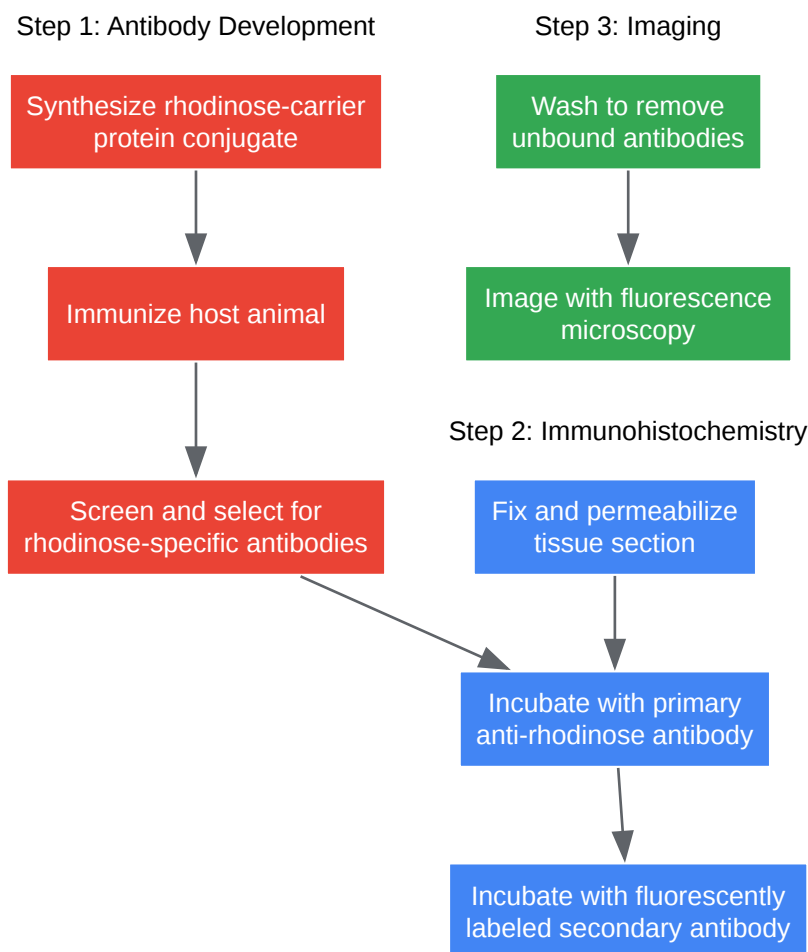 Step 1: Antibody Development
Synthesize rhodinose-carrier
protein conjugate
Immunize host animal
Screen and select for
rhodinose-specific antibodies
Step 3: Imaging
Wash to remove
unbound antibodies
Image with fluorescence
microscopy
Step 2: Immunohistochemistry
Fix and permeabilize
tissue section
Incubate with primary
anti-rhodinose antibody
Incubate with fluorescently
labeled secondary antibody